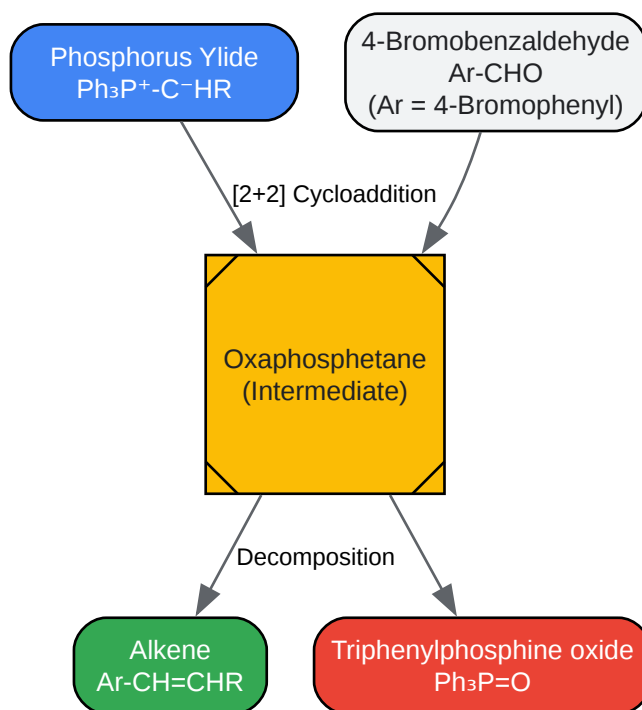 Phosphorus Ylide
Ph₃P⁺-C⁻HR
4-Bromobenzaldehyde
Ar-CHO
(Ar = 4-Bromophenyl)
[2+2] Cycloaddition
Oxaphosphetane
(Intermediate)
Decomposition
Alkene
Ar-CH=CHR
Triphenylphosphine oxide
Ph₃P=O